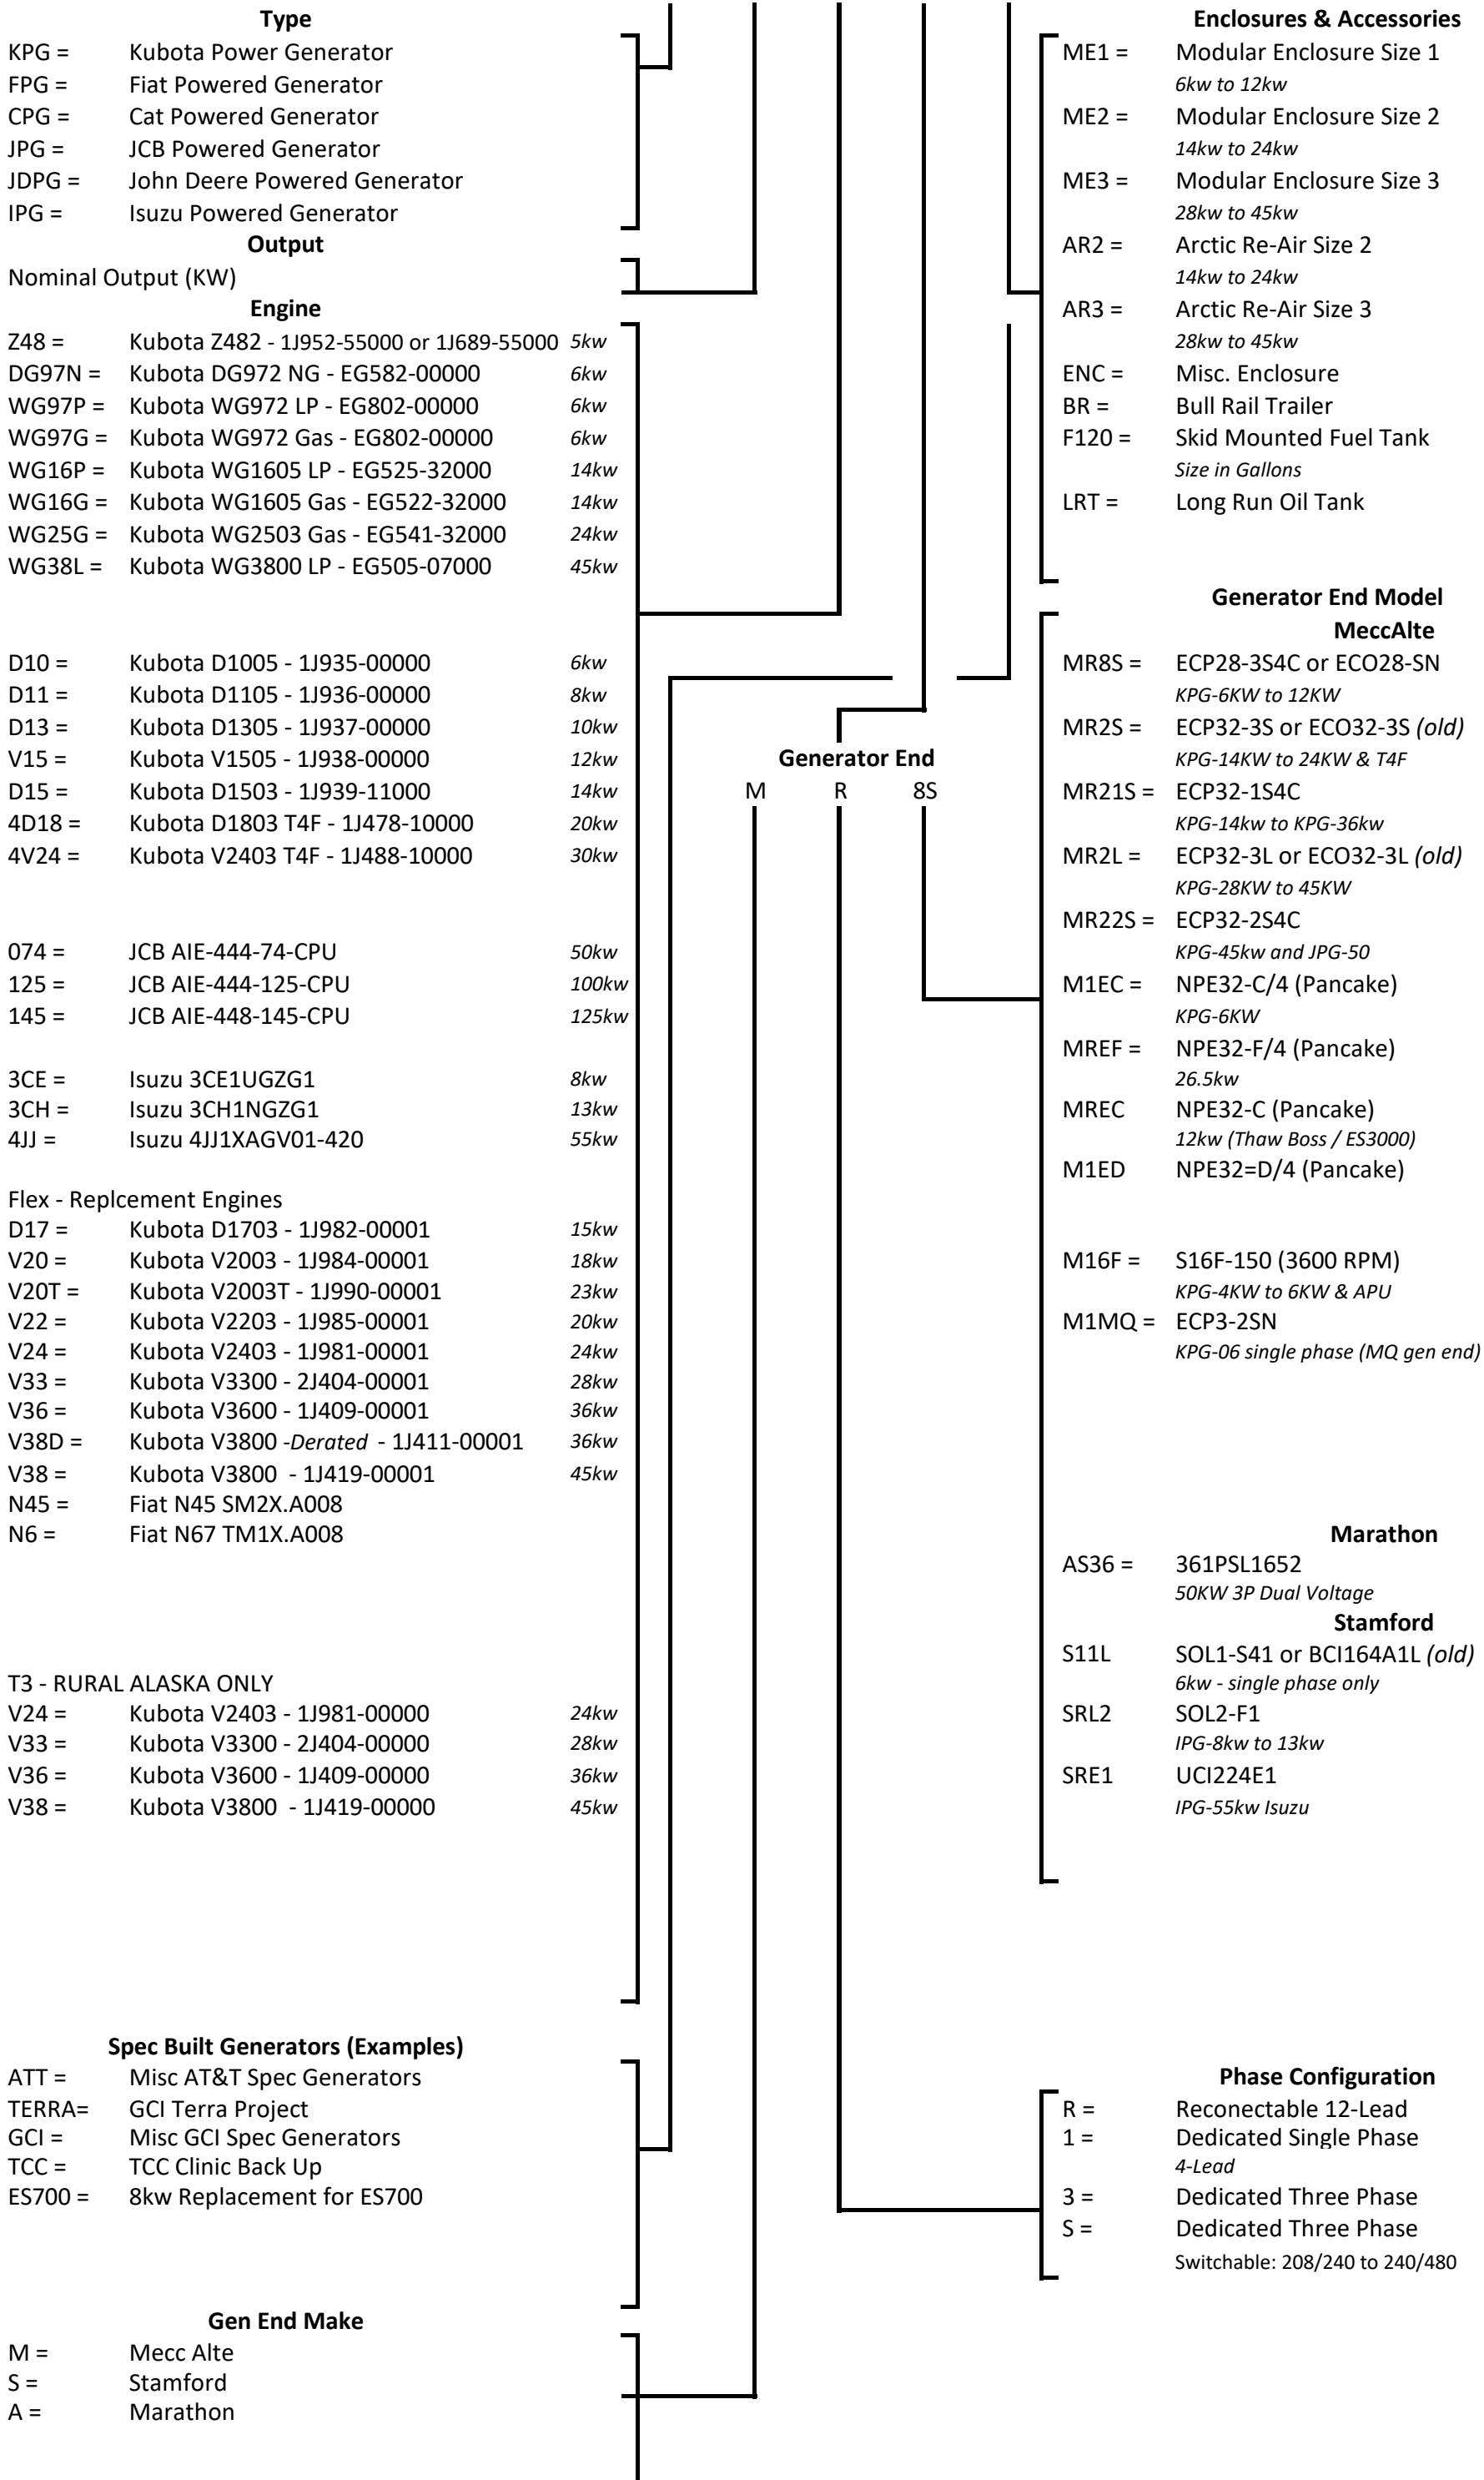 Type
KPG = Kubota Power Generator
FPG = Fiat Powered Generator
CPG = Cat Powered Generator
JPG = JCB Powered Generator
JDPG = John Deere Powered Generator
IPG = Isuzu Powered Generator
Output
Nominal Output (KW)
Engine
Z48 = Kubota Z482 - 1J952-55000 or 1J689-55000 5kw
DG97N = Kubota DG972 NG - EG582-00000 6kw
WG97P = Kubota WG972 LP - EG802-00000 6kw
WG97G = Kubota WG972 Gas - EG802-00000 6kw
WG16P = Kubota WG1605 LP - EG525-32000 14kw
WG16G = Kubota WG1605 Gas - EG522-32000 14kw
WG25G = Kubota WG2503 Gas - EG541-32000 24kw
WG38L = Kubota WG3800 LP - EG505-07000 45kw
D10 = Kubota D1005 - 1J935-00000 6kw
D11 = Kubota D1105 - 1J936-00000 8kw
D13 = Kubota D1305 - 1J937-00000 10kw
V15 = Kubota V1505 - 1J938-00000 12kw
D15 = Kubota D1503 - 1J939-11000 14kw
4D18 = Kubota D1803 T4F - 1J478-10000 20kw
4V24 = Kubota V2403 T4F - 1J488-10000 30kw
074 = JCB AIE-444-74-CPU 50kw
125 = JCB AIE-444-125-CPU 100kw
145 = JCB AIE-448-145-CPU 125kw
3CE = Isuzu 3CE1UGZG1 8kw
3CH = Isuzu 3CH1NGZG1 13kw
4JJ = Isuzu 4JJ1XAGV01-420 55kw
Flex - Replcement Engines
D17 = Kubota D1703 - 1J982-00001 15kw
V20 = Kubota V2003 - 1J984-00001 18kw
V20T = Kubota V2003T - 1J990-00001 23kw
V22 = Kubota V2203 - 1J985-00001 20kw
V24 = Kubota V2403 - 1J981-00001 24kw
V33 = Kubota V3300 - 2J404-00001 28kw
V36 = Kubota V3600 - 1J409-00001 36kw
V38D = Kubota V3800 -Derated - 1J411-00001 36kw
V38 = Kubota V3800 - 1J419-00001 45kw
N45 = Fiat N45 SM2X.A008
N6 = Fiat N67 TM1X.A008
T3 - RURAL ALASKA ONLY
V24 = Kubota V2403 - 1J981-00000 24kw
V33 = Kubota V3300 - 2J404-00000 28kw
V36 = Kubota V3600 - 1J409-00000 36kw
V38 = Kubota V3800 - 1J419-00000 45kw
Spec Built Generators (Examples)
ATT = Misc AT&T Spec Generators
TERRA= GCI Terra Project
GCI = Misc GCI Spec Generators
TCC = TCC Clinic Back Up
ES700 = 8kw Replacement for ES700
Gen End Make
M = Mecc Alte
S = Stamford
A = Marathon
Generator End
M R 8S
Enclosures & Accessories
ME1 = Modular Enclosure Size 1
6kw to 12kw
ME2 = Modular Enclosure Size 2
14kw to 24kw
ME3 = Modular Enclosure Size 3
28kw to 45kw
AR2 = Arctic Re-Air Size 2
14kw to 24kw
AR3 = Arctic Re-Air Size 3
28kw to 45kw
ENC = Misc. Enclosure
BR = Bull Rail Trailer
F120 = Skid Mounted Fuel Tank
Size in Gallons
LRT = Long Run Oil Tank
Generator End Model
MeccAlte
MR8S = ECP28-3S4C or ECO28-SN
KPG-6KW to 12KW
MR2S = ECP32-3S or ECO32-3S (old)
KPG-14KW to 24KW & T4F
MR21S = ECP32-1S4C
KPG-14kw to KPG-36kw
MR2L = ECP32-3L or ECO32-3L (old)
KPG-28KW to 45KW
MR22S = ECP32-2S4C
KPG-45kw and JPG-50
M1EC = NPE32-C/4 (Pancake)
KPG-6KW
MREF = NPE32-F/4 (Pancake)
26.5kw
MREC NPE32-C (Pancake)
12kw (Thaw Boss / ES3000)
M1ED NPE32=D/4 (Pancake)
M16F = S16F-150 (3600 RPM)
KPG-4KW to 6KW & APU
M1MQ = ECP3-2SN
KPG-06 single phase (MQ gen end)
Marathon
AS36 = 361PSL1652
50KW 3P Dual Voltage
Stamford
S11L SOL1-S41 or BCI164A1L (old)
6kw - single phase only
SRL2 SOL2-F1
IPG-8kw to 13kw
SRE1 UCI224E1
IPG-55kw Isuzu
Phase Configuration
R = Reconectable 12-Lead
1 = Dedicated Single Phase
4-Lead
3 = Dedicated Three Phase
S = Dedicated Three Phase
Switchable: 208/240 to 240/480